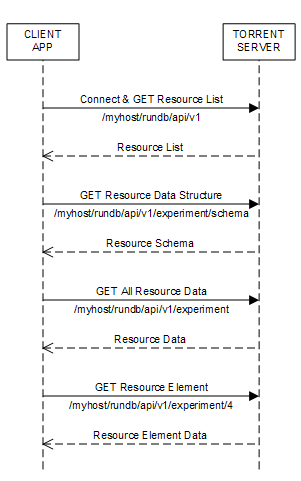 CLIENT
APP
TORRENT
SERVER
Connect & GET Resource List
/myhost/rundb/api/v1
Resource List
GET Resource Data Structure
/myhost/rundb/api/v1/experiment/schema
Resource Schema
GET All Resource Data
/myhost/rundb/api/v1/experiment
Resource Data
GET Resource Element
/myhost/rundb/api/v1/experiment/4
Resource Element Data